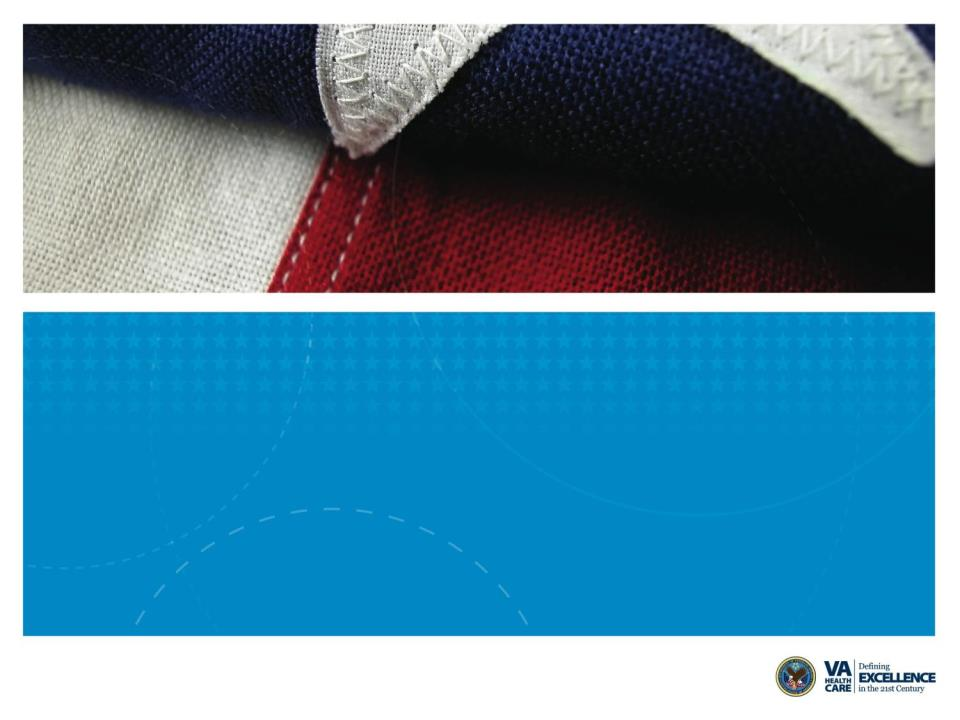 VA
HEALTH
CARE
Defining
EXCELLENCE
in the 21st Century